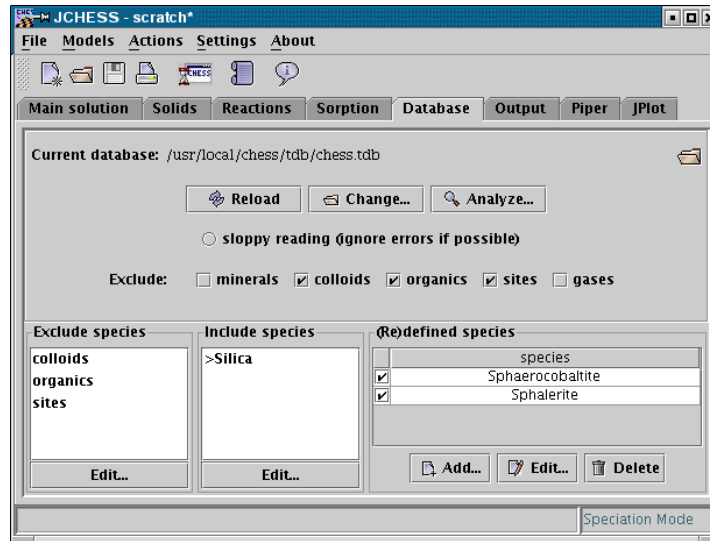 JCHESS - scratch*
File Models Actions Settings About
CHESS
Main solution Solids Reactions Sorption Database Output Piper JPlot
Current database: /usr/local/chess/tdb/chess.tdb
Reload Change... Analyze...
sloppy reading (ignore errors if possible)
Exclude: minerals colloids organics sites gases
Exclude species Include species (Re)defined species
colloids >Silica species
organics Sphaerocobaltite
sites Sphalerite
Edit... Edit... Add... Edit... Delete
Speciation Mode